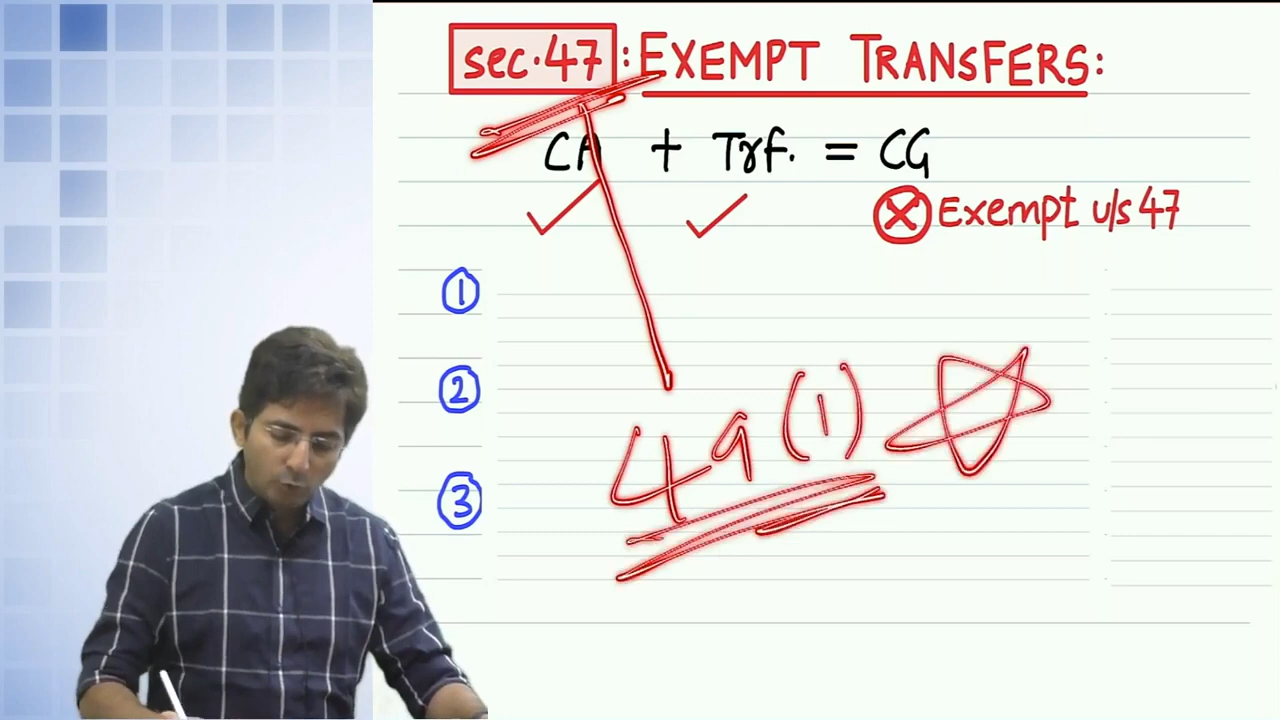 sec.47 : EXEMPT TRANSFERS:
CA + Trf. = CG
Exempt u/s 47
1
2
3
49(1)